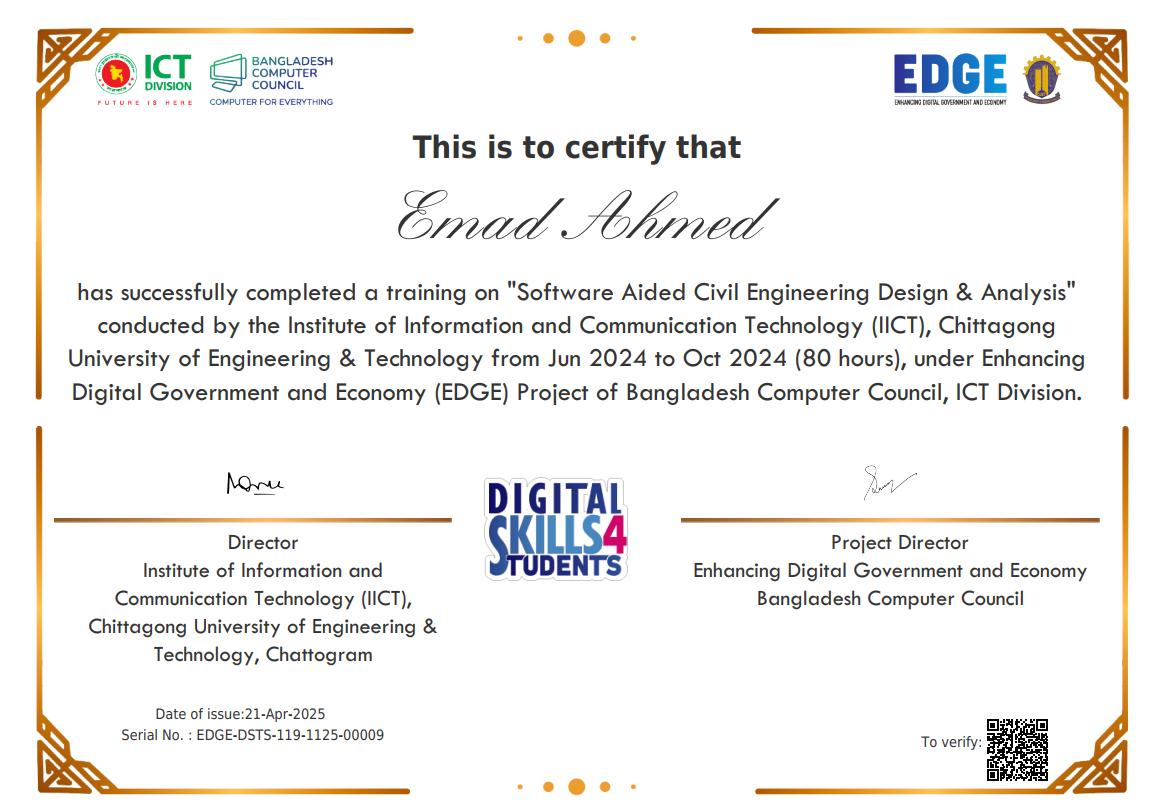 ICT
DIVISION
FUTURE IS HERE
BANGLADESH
COMPUTER
COUNCIL
COMPUTER FOR EVERYTHING
EDGE
ENHANCING DIGITAL GOVERNMENT AND ECONOMY
This is to certify that
Emad Ahmed
has successfully completed a training on "Software Aided Civil Engineering Design & Analysis"
conducted by the Institute of Information and Communication Technology (IICT), Chittagong
University of Engineering & Technology from Jun 2024 to Oct 2024 (80 hours), under Enhancing
Digital Government and Economy (EDGE) Project of Bangladesh Computer Council, ICT Division.
DIGITAL
SKILLS4
STUDENTS
Director
Institute of Information and
Communication Technology (IICT),
Chittagong University of Engineering &
Technology, Chattogram
Project Director
Enhancing Digital Government and Economy
Bangladesh Computer Council
Date of issue:21-Apr-2025
Serial No. : EDGE-DSTS-119-1125-00009
To verify: